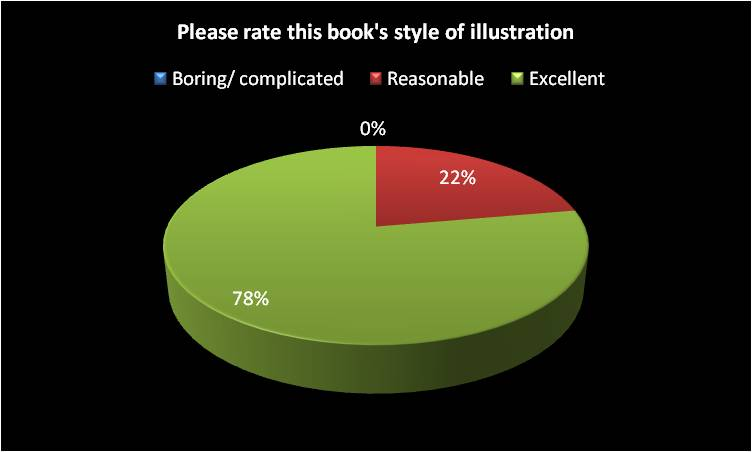 Please rate this book's style of illustration
Boring/ complicated Reasonable Excellent
0%
22%
78%